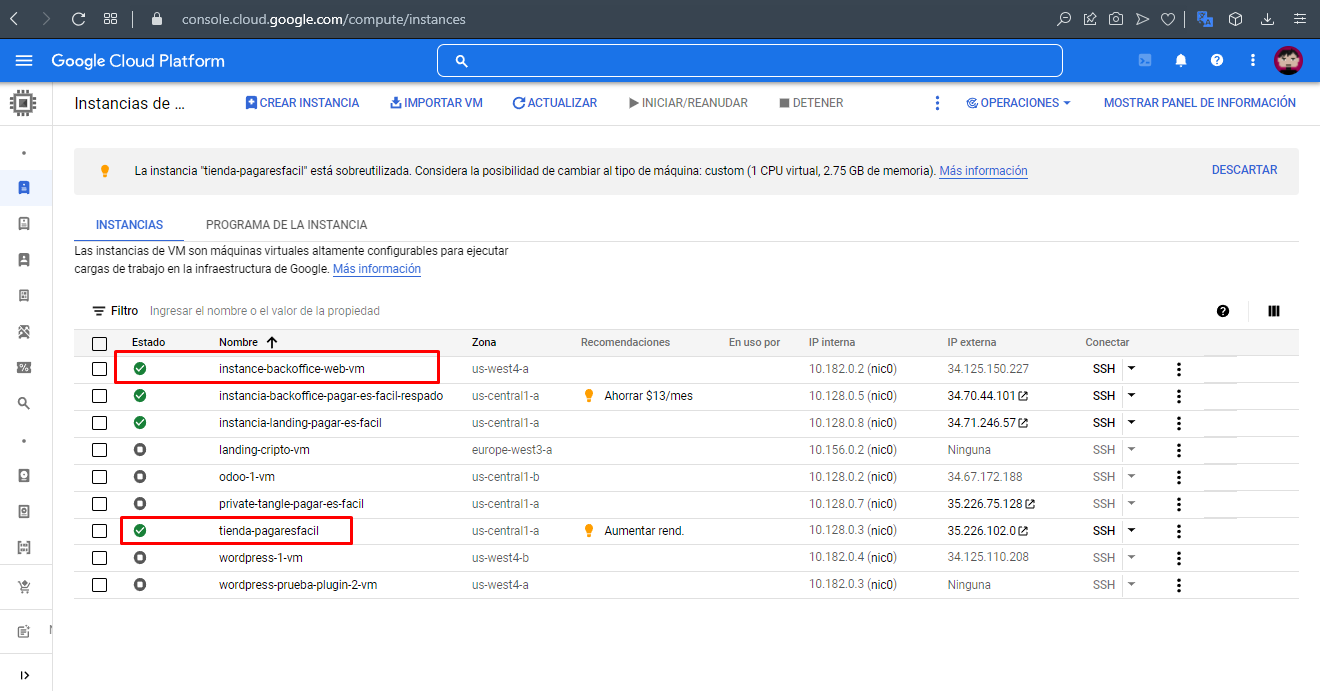 console.cloud.google.com/compute/instances
Google Cloud Platform
Instancias de ... CREAR INSTANCIA IMPORTAR VM ACTUALIZAR INICIAR/REANUDAR DETENER OPERACIONES MOSTRAR PANEL DE INFORMACIÓN
La instancia "tienda-pagaresfacil" está sobreutilizada. Considera la posibilidad de cambiar al tipo de máquina: custom (1 CPU virtual, 2.75 GB de memoria). Más información DESCARTAR
INSTANCIAS PROGRAMA DE LA INSTANCIA
Las instancias de VM son máquinas virtuales altamente configurables para ejecutar
cargas de trabajo en la infraestructura de Google. Más información
Filtro Ingresar el nombre o el valor de la propiedad
Estado Nombre Zona Recomendaciones En uso por IP interna IP externa Conectar
instance-backoffice-web-vm us-west4-a 10.182.0.2 (nic0) 34.125.150.227 SSH
instancia-backoffice-pagar-es-facil-respado us-central1-a Ahorrar $13/mes 10.128.0.5 (nic0) 34.70.44.101 SSH
instancia-landing-pagar-es-facil us-central1-a 10.128.0.8 (nic0) 34.71.246.57 SSH
landing-cripto-vm europe-west3-a 10.156.0.2 (nic0) Ninguna SSH
odoo-1-vm us-central1-b 10.128.0.2 (nic0) 34.67.172.188 SSH
private-tangle-pagar-es-facil us-central1-a 10.128.0.7 (nic0) 35.226.75.128 SSH
tienda-pagaresfacil us-central1-a Aumentar rend. 10.128.0.3 (nic0) 35.226.102.0 SSH
wordpress-1-vm us-west4-b 10.182.0.4 (nic0) 34.125.110.208 SSH
wordpress-prueba-plugin-2-vm us-west4-a 10.182.0.3 (nic0) Ninguna SSH